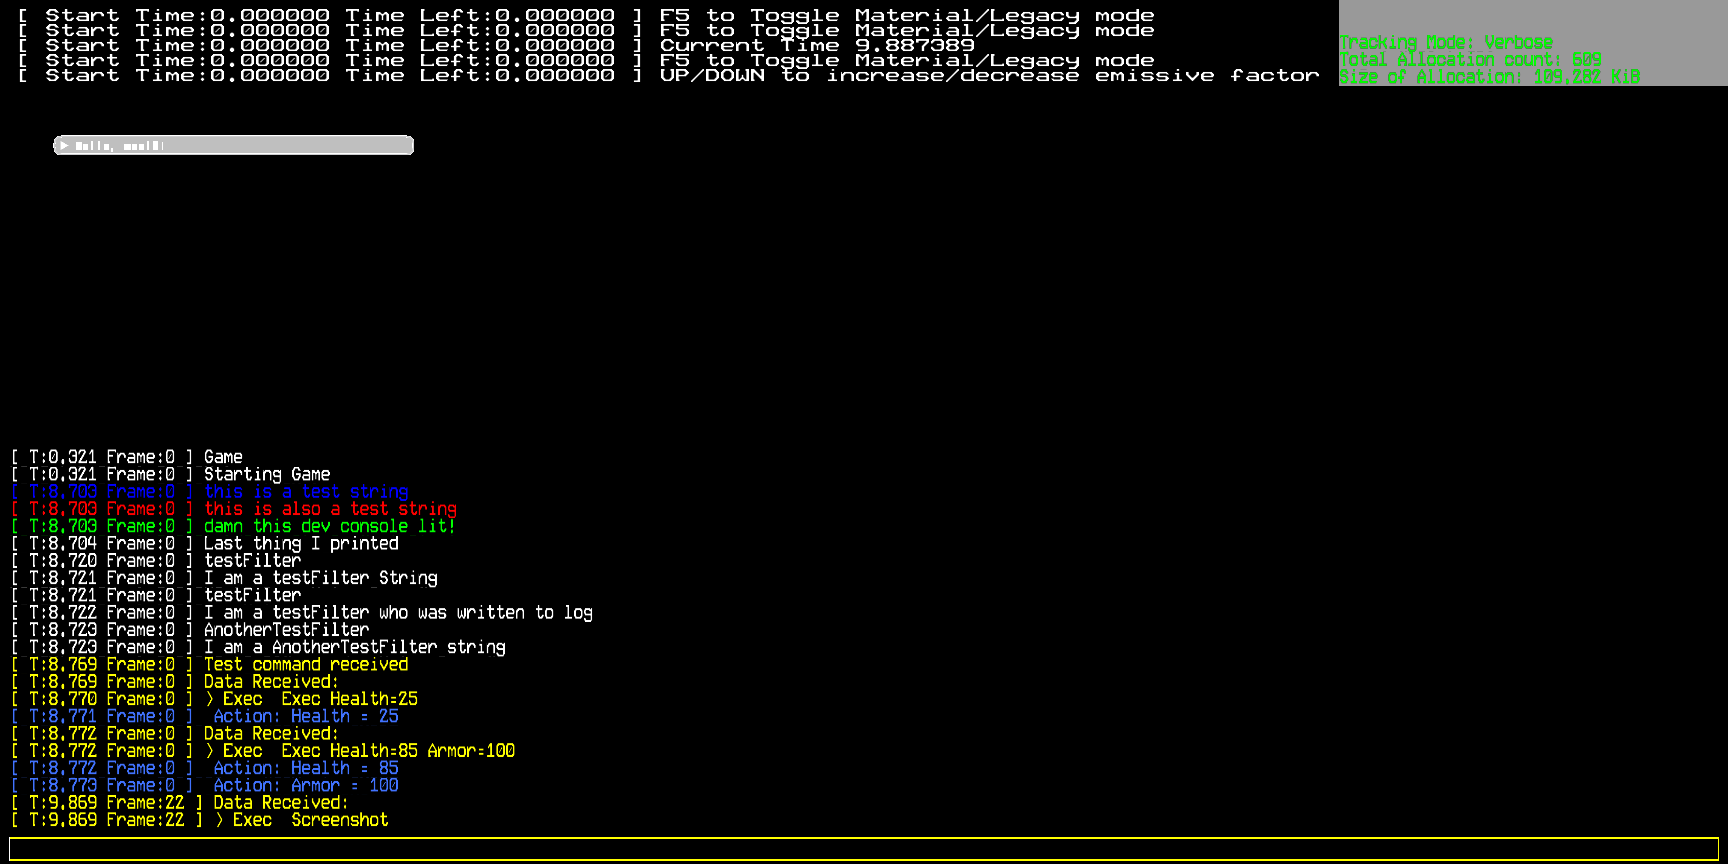 [ Start Time:0.000000 Time Left:0.000000 ] F5 to Toggle Material/Legacy mode
[ Start Time:0.000000 Time Left:0.000000 ] F5 to Toggle Material/Legacy mode
[ Start Time:0.000000 Time Left:0.000000 ] Current Time 9.887389
[ Start Time:0.000000 Time Left:0.000000 ] F5 to Toggle Material/Legacy mode
[ Start Time:0.000000 Time Left:0.000000 ] UP/DOWN to increase/decrease emissive factor
Tracking Mode: Verbose
Total Allocation count: 609
Size of Allocation: 109.282 KiB
Hello,
[ T:0.321 Frame:0 ] Game
[ T:0.321 Frame:0 ] Starting Game
[ T:8.703 Frame:0 ] this is a test string
[ T:8.703 Frame:0 ] this is also a test string
[ T:8.703 Frame:0 ] damn this dev console lit!
[ T:8.704 Frame:0 ] Last thing I printed
[ T:8.720 Frame:0 ] testFilter
[ T:8.721 Frame:0 ] I am a testFilter String
[ T:8.721 Frame:0 ] testFilter
[ T:8.722 Frame:0 ] I am a testFilter who was written to log
[ T:8.723 Frame:0 ] AnotherTestFilter
[ T:8.723 Frame:0 ] I am a AnotherTestFilter string
[ T:8.769 Frame:0 ] Test command received
[ T:8.769 Frame:0 ] Data Received:
[ T:8.770 Frame:0 ] > Exec  Exec Health=25
[ T:8.771 Frame:0 ]  Action: Health = 25
[ T:8.772 Frame:0 ] Data Received:
[ T:8.772 Frame:0 ] > Exec  Exec Health=85 Armor=100
[ T:8.772 Frame:0 ]  Action: Health = 85
[ T:8.773 Frame:0 ]  Action: Armor = 100
[ T:9.869 Frame:22 ] Data Received:
[ T:9.869 Frame:22 ] > Exec  Screenshot